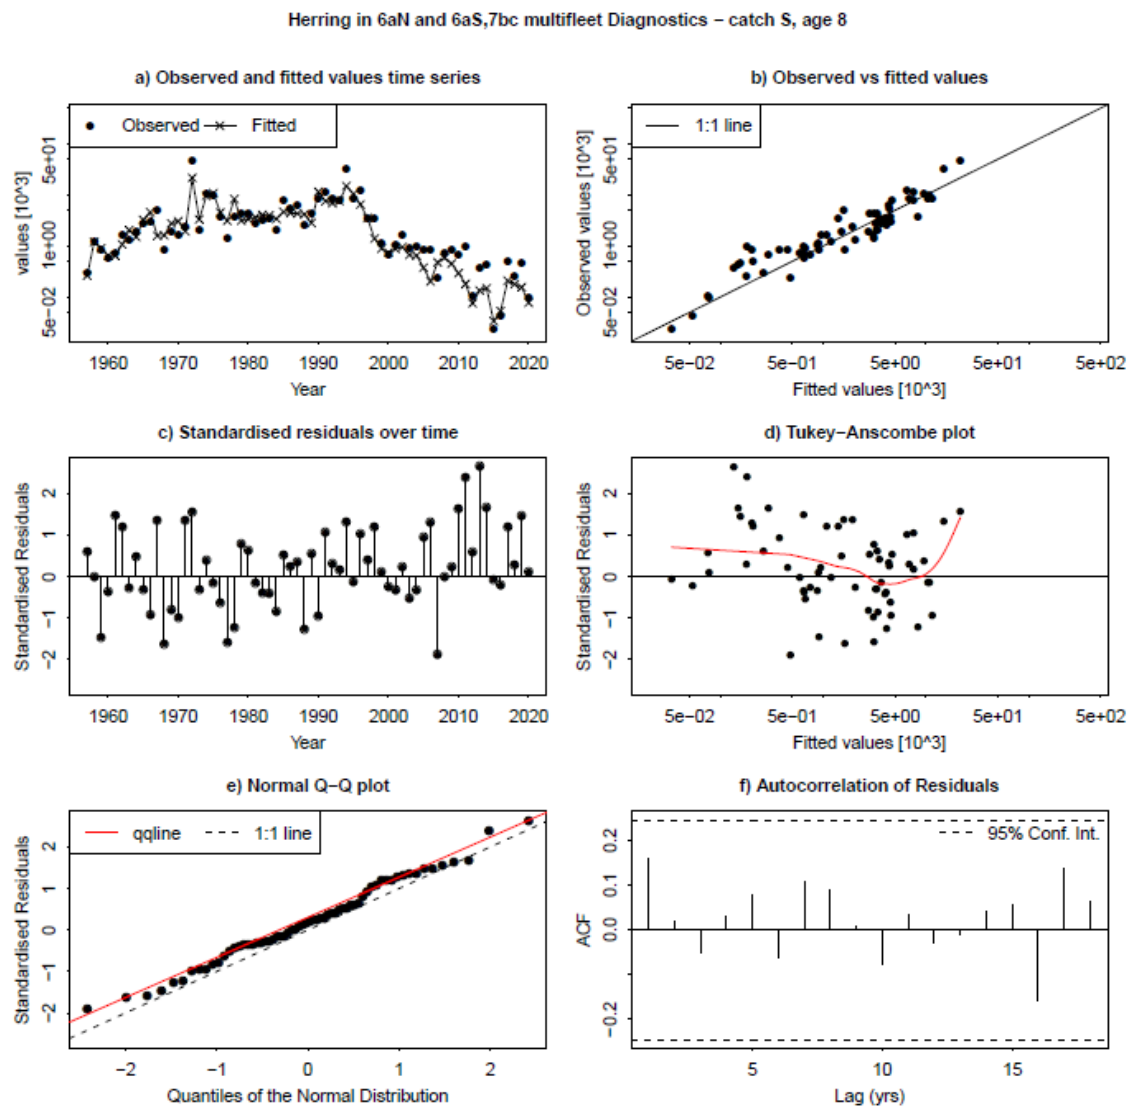 Herring in 6aN and 6aS,7bc multifleet Diagnostics − catch S, age 8
a) Observed and fitted values time series
Observed Fitted
values [10^3]
5e−02 1e+00 5e+01
1960 1970 1980 1990 2000 2010 2020
Year
b) Observed vs fitted values
1:1 line
Observed values [10^3]
5e−02 1e+00 5e+01
5e−02 5e−01 5e+00 5e+01 5e+02
Fitted values [10^3]
c) Standardised residuals over time
Standardised Residuals
−2 −1 0 1 2
1960 1970 1980 1990 2000 2010 2020
Year
d) Tukey−Anscombe plot
Standardised Residuals
−2 −1 0 1 2
5e−02 5e−01 5e+00 5e+01 5e+02
Fitted values [10^3]
e) Normal Q−Q plot
qqline 1:1 line
Standardised Residuals
−2 −1 0 1 2
−2 −1 0 1 2
Quantiles of the Normal Distribution
f) Autocorrelation of Residuals
95% Conf. Int.
ACF
−0.2 0.0 0.1 0.2
5 10 15
Lag (yrs)